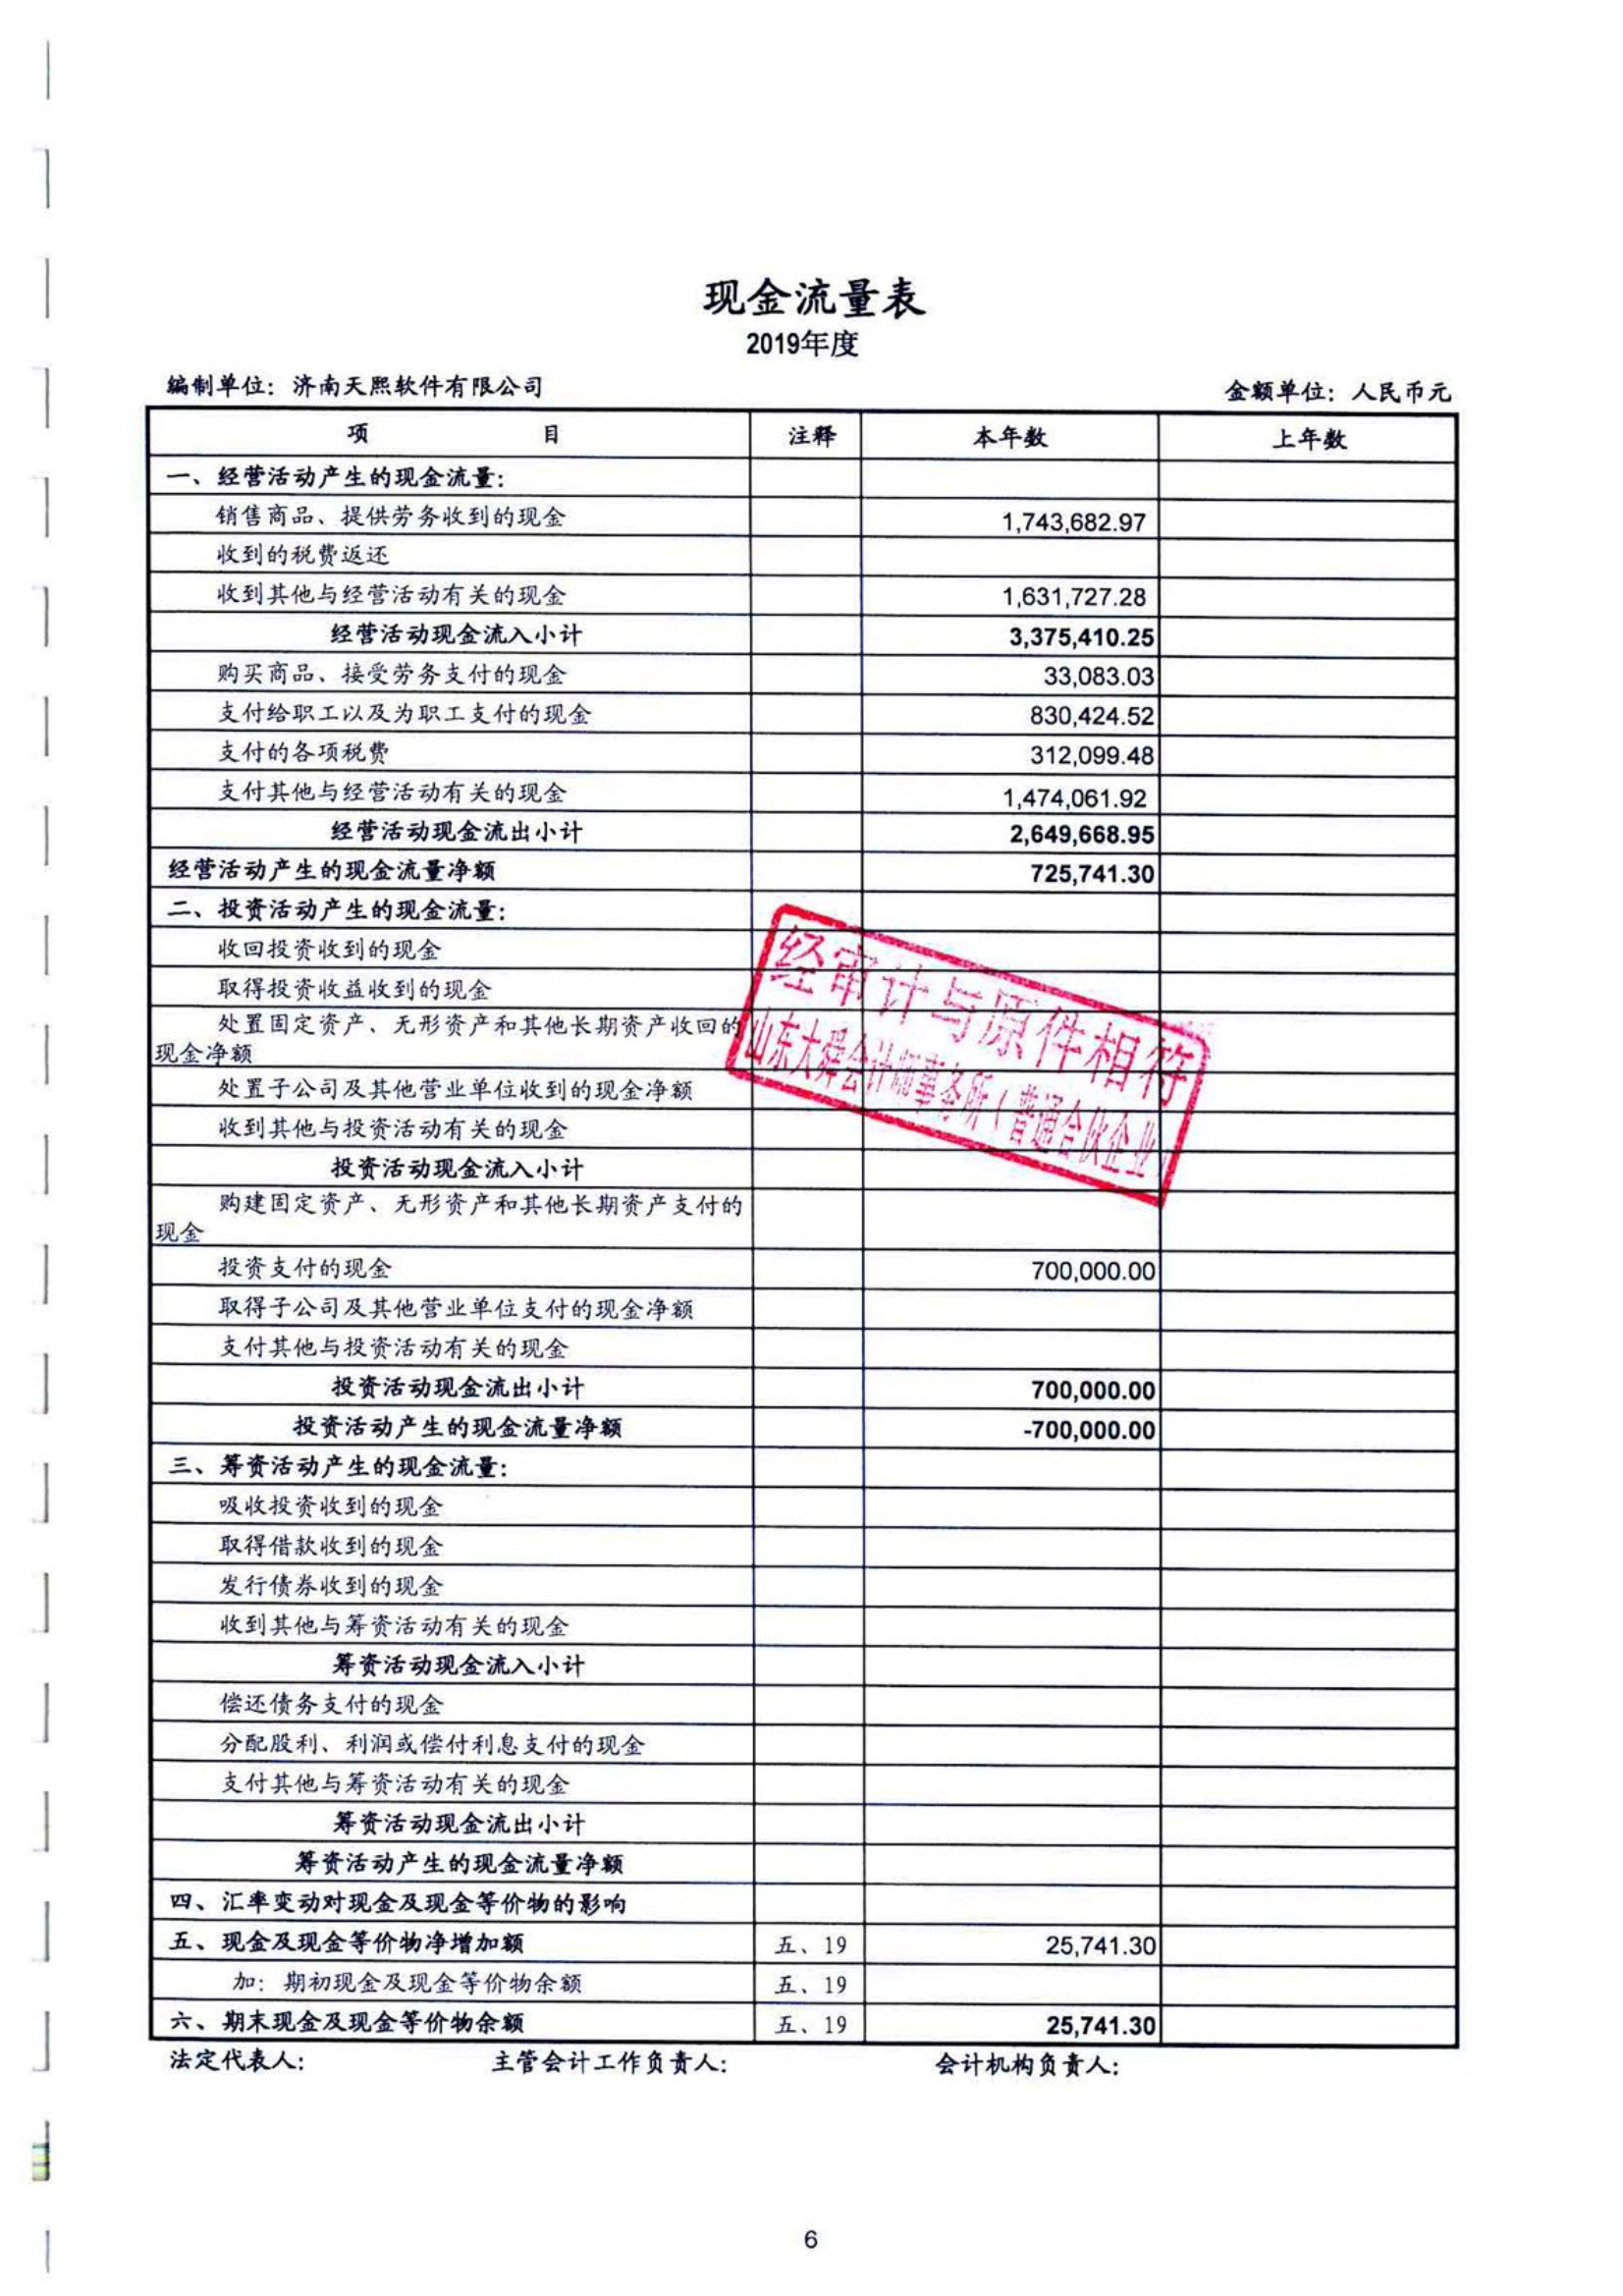 现金流量表
2019年度
编制单位：济南天熙软件有限公司 金额单位：人民币元
项 目 注释 本年数 上年数
一、经营活动产生的现金流量：
销售商品、提供劳务收到的现金 1,743,682.97
收到的税费返还
收到其他与经营活动有关的现金 1,631,727.28
经营活动现金流入小计 3,375,410.25
购买商品、接受劳务支付的现金 33,083.03
支付给职工以及为职工支付的现金 830,424.52
支付的各项税费 312,099.48
支付其他与经营活动有关的现金 1,474,061.92
经营活动现金流出小计 2,649,668.95
经营活动产生的现金流量净额 725,741.30
二、投资活动产生的现金流量：
收回投资收到的现金
取得投资收益收到的现金
处置固定资产、无形资产和其他长期资产收回的
现金净额
处置子公司及其他营业单位收到的现金净额
收到其他与投资活动有关的现金
投资活动现金流入小计
经审计与原件相符
山东大舜会计师事务所（普通合伙企业）
购建固定资产、无形资产和其他长期资产支付的
现金
投资支付的现金 700,000.00
取得子公司及其他营业单位支付的现金净额
支付其他与投资活动有关的现金
投资活动现金流出小计 700,000.00
投资活动产生的现金流量净额 -700,000.00
三、筹资活动产生的现金流量：
吸收投资收到的现金
取得借款收到的现金
发行债券收到的现金
收到其他与筹资活动有关的现金
筹资活动现金流入小计
偿还债务支付的现金
分配股利、利润或偿付利息支付的现金
支付其他与筹资活动有关的现金
筹资活动现金流出小计
筹资活动产生的现金流量净额
四、汇率变动对现金及现金等价物的影响
五、现金及现金等价物净增加额 五、19 25,741.30
加：期初现金及现金等价物余额 五、19
六、期末现金及现金等价物余额 五、19 25,741.30
法定代表人： 主管会计工作负责人： 会计机构负责人：
6